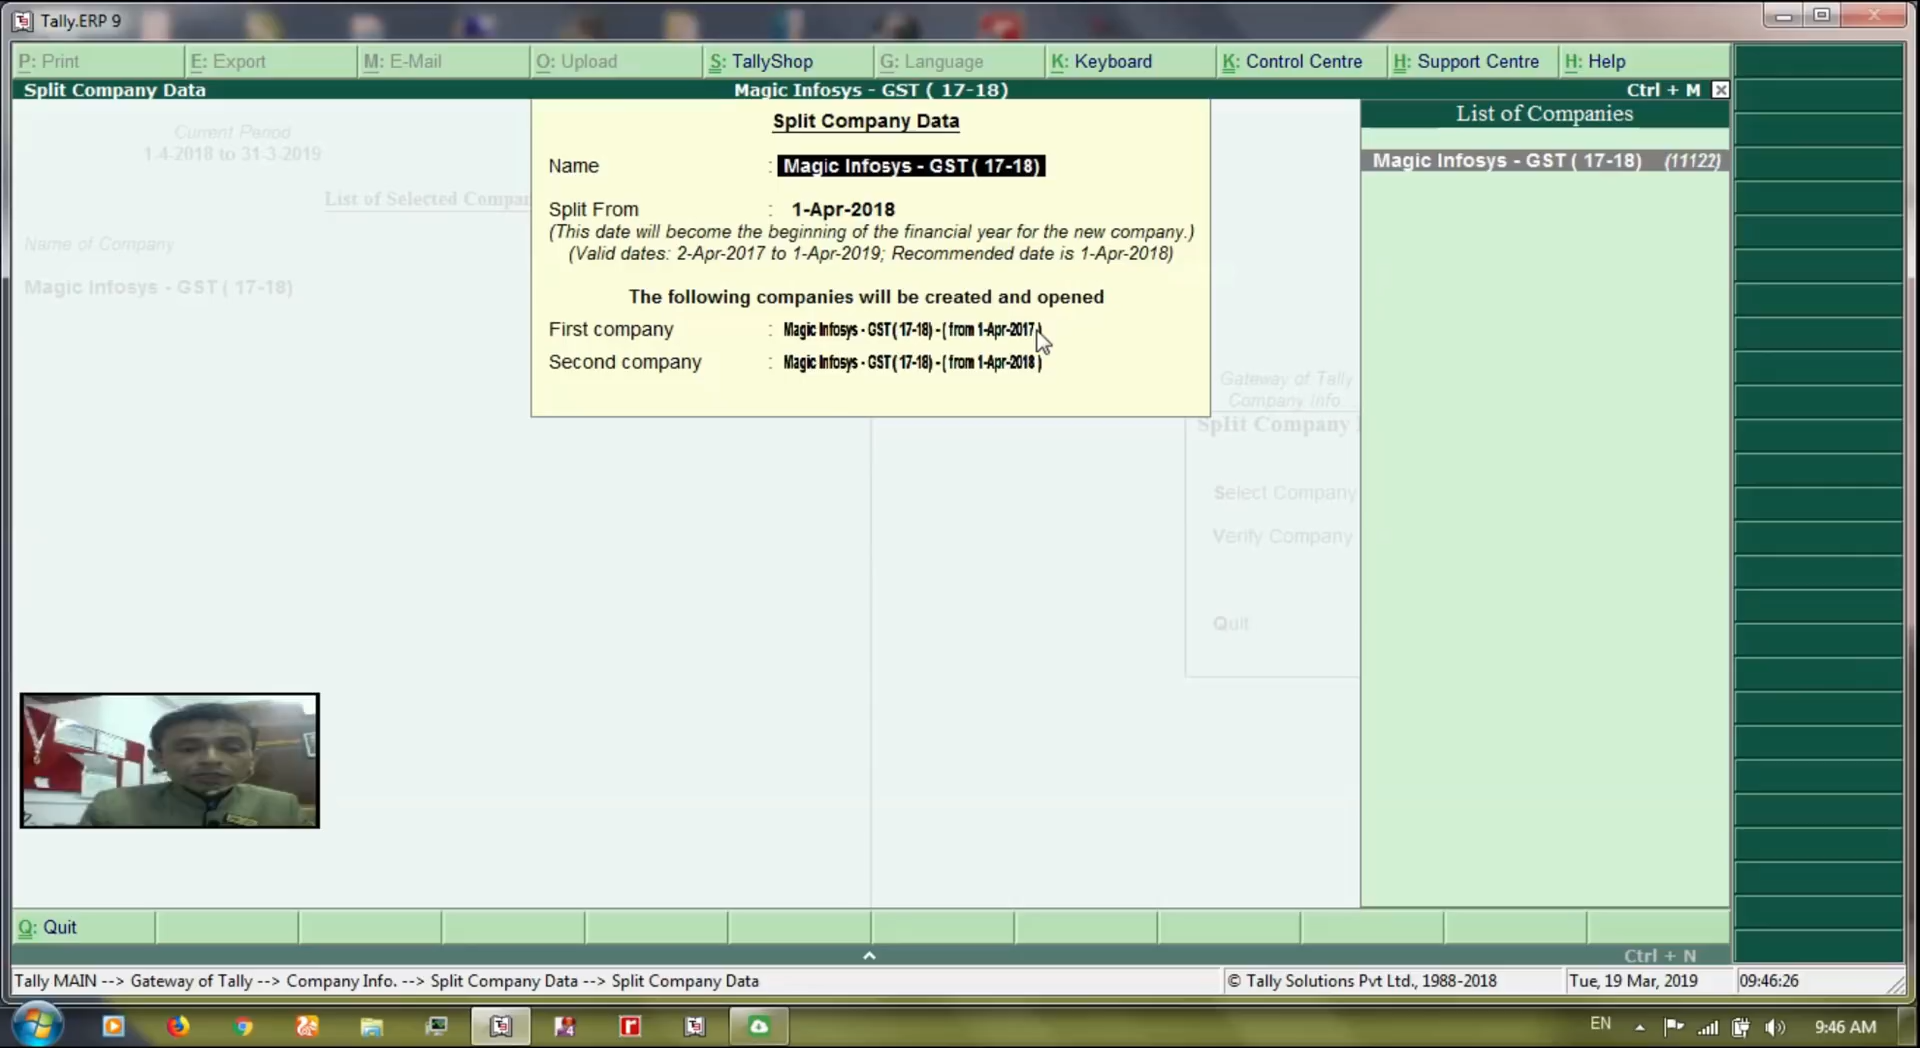 Tally.ERP 9
P: Print
E: Export
M: E-Mail
O: Upload
S: TallyShop
G: Language
K: Keyboard
K: Control Centre
H: Support Centre
H: Help
Split Company Data
Magic Infosys - GST ( 17-18)
Ctrl + M
Current Period
1-4-2018 to 31-3-2019
List of Selected Compan
Name of Company
Magic Infosys - GST ( 17-18)
Split Company Data
Name : Magic Infosys - GST ( 17-18)
Split From : 1-Apr-2018
(This date will become the beginning of the financial year for the new company.)
(Valid dates: 2-Apr-2017 to 1-Apr-2019; Recommended date is 1-Apr-2018)
The following companies will be created and opened
First company : Magic Infosys - GST ( 17-18) - ( from 1-Apr-2017 )
Second company : Magic Infosys - GST ( 17-18) - ( from 1-Apr-2018 )
Gateway of Tally
Company Info
Split Company
Select Company
Verify Company
Quit
List of Companies
Magic Infosys - GST ( 17-18) (11122)
Q: Quit
Ctrl + N
Tally MAIN --> Gateway of Tally --> Company Info. --> Split Company Data --> Split Company Data
© Tally Solutions Pvt Ltd., 1988-2018
Tue, 19 Mar, 2019
09:46:26
EN
9:46 AM